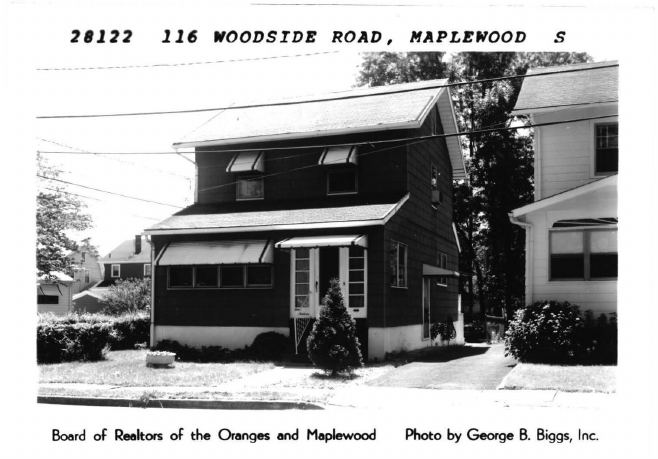 28122 116 WOODSIDE ROAD, MAPLEWOOD S
Board of Realtors of the Oranges and Maplewood Photo by George B. Biggs, Inc.